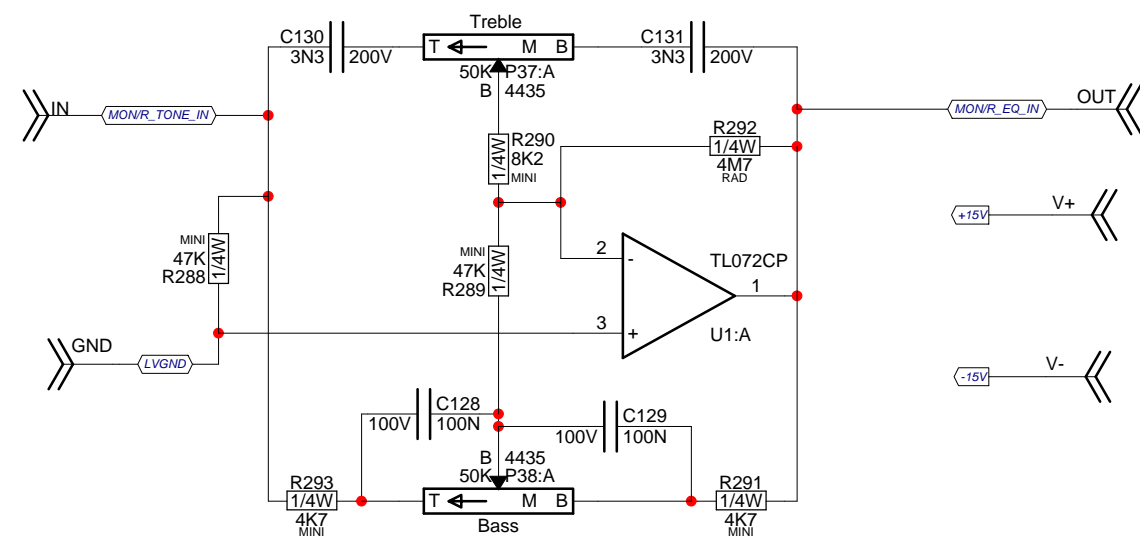 Treble
C130
3N3
200V
T
M
B
C131
3N3
200V
50K
P37:A
B
4435
IN
MON/R_TONE_IN
MON/R_EQ_IN
OUT
R290
8K2
MINI
1/4W
R292
1/4W
4M7
RAD
+15V
V+
MINI
47K
R288
1/4W
MINI
47K
R289
1/4W
2
-
TL072CP
1
3
+
U1:A
GND
LVGND
-15V
V-
C128
100V
100N
C129
100V
100N
B
4435
50K
P38:A
R293
1/4W
4K7
MINI
T
M
B
R291
1/4W
4K7
MINI
Bass